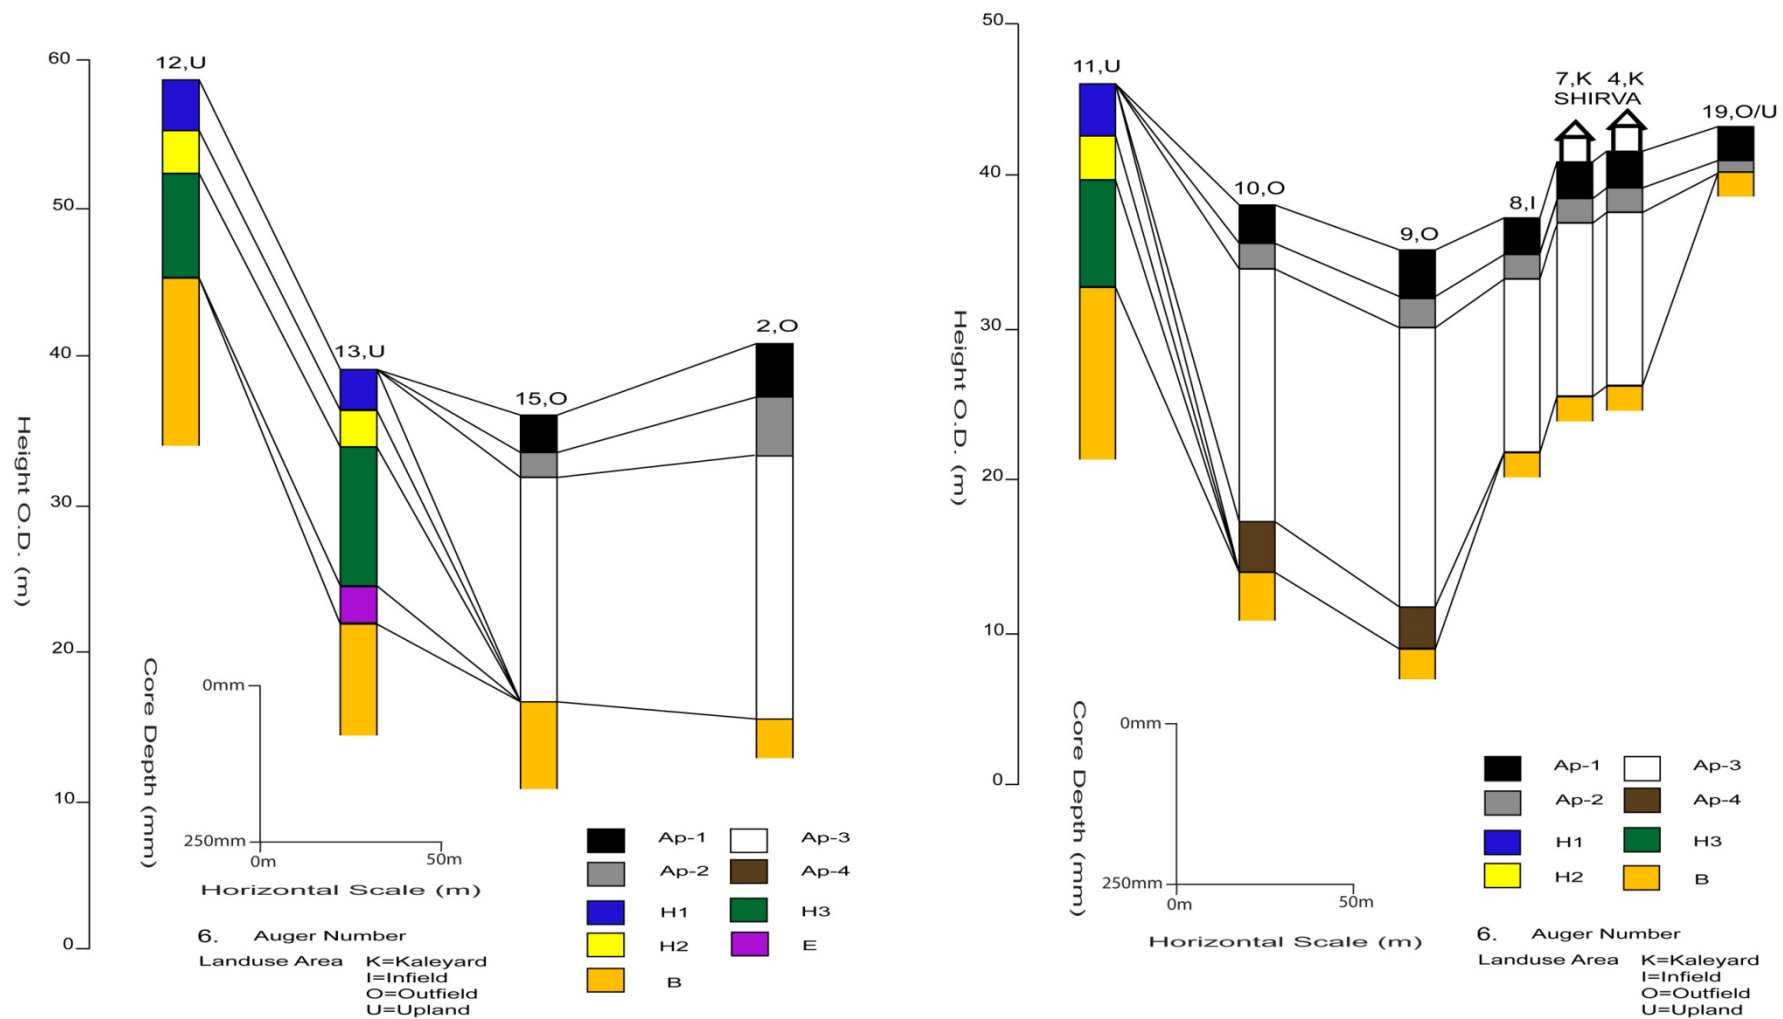 60
50
40
30
20
10
0
Height O.D. (m)
12,U
13,U
15,O
2,O
Core Depth (mm)
0mm
250mm
0m
50m
Horizontal Scale (m)
6. Auger Number
Landuse Area K=Kaleyard
I=Infield
O=Outfield
U=Upland
Ap-1
Ap-3
Ap-2
Ap-4
H1
H3
H2
E
B
50
40
30
20
10
0
Height O.D. (m)
11,U
10,O
9,O
8,I
7,K
4,K
SHIRVA
19,O/U
Core Depth (mm)
0mm
250mm
0m
50m
Horizontal Scale (m)
Ap-1
Ap-3
Ap-2
Ap-4
H1
H3
H2
B
6. Auger Number
Landuse Area K=Kaleyard
I=Infield
O=Outfield
U=Upland